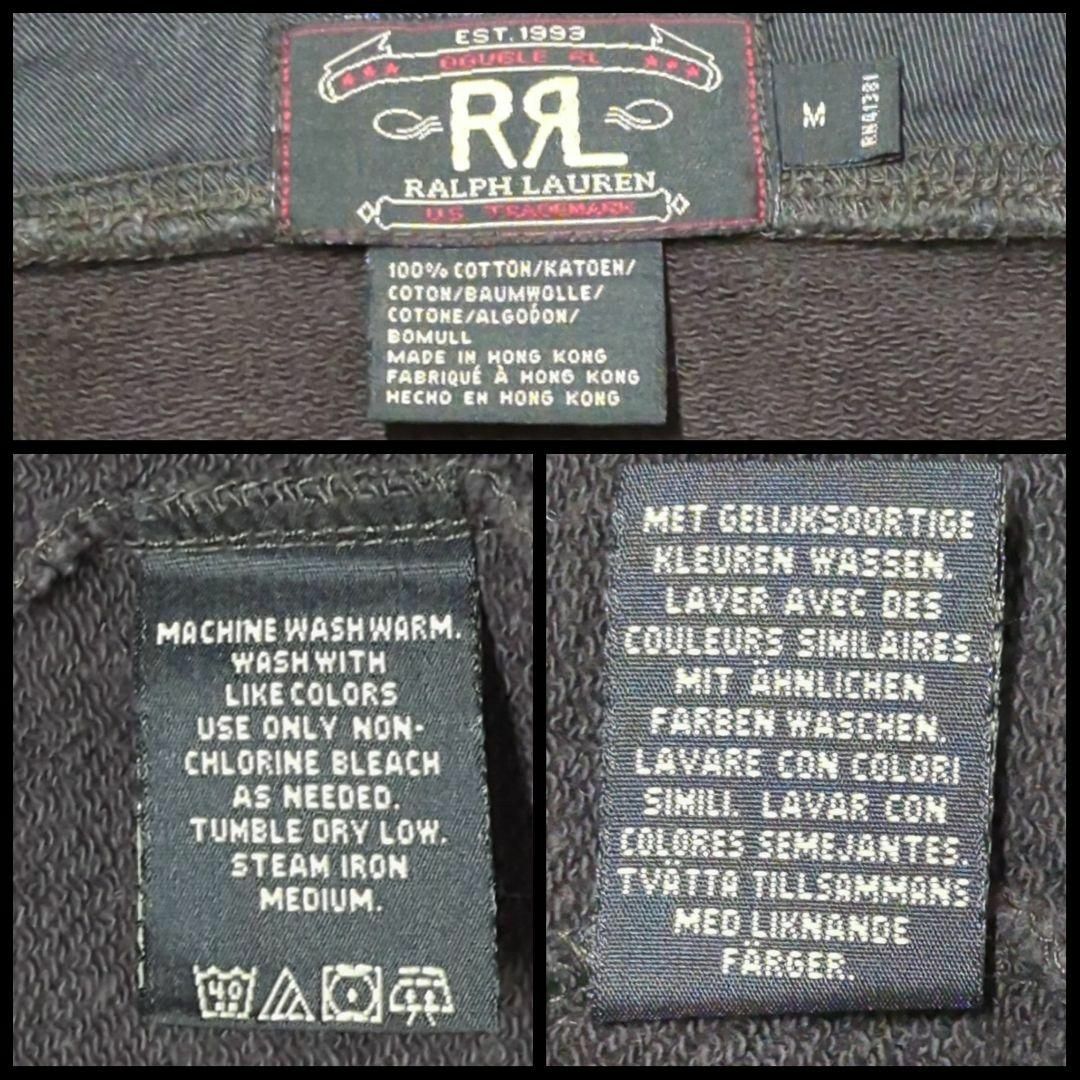 EST. 1993
DOUBLE RL
RRL
RALPH LAUREN
U.S. TRADEMARK
M
RN41381
100% COTTON/KATOEN/
COTON/BAUMWOLLE/
COTONE/ALGODÓN/
BOMULL
MADE IN HONG KONG
FABRIQUÉ À HONG KONG
HECHO EN HONG KONG
MACHINE WASH WARM.
WASH WITH
LIKE COLORS
USE ONLY NON-
CHLORINE BLEACH
AS NEEDED.
TUMBLE DRY LOW.
STEAM IRON
MEDIUM.
40
MET GELIJKSOORTIGE
KLEUREN WASSEN.
LAVER AVEC DES
COULEURS SIMILAIRES.
MIT ÄHNLICHEN
FARBEN WASCHEN.
LAVARE CON COLORI
SIMILI. LAVAR CON
COLORES SEMEJANTES.
TVÄTTA TILLSAMMANS
MED LIKNANDE
FÄRGER.